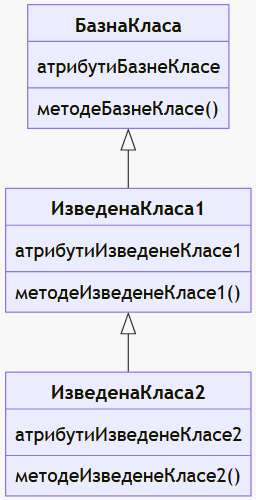 БазнаКласа
атрибутиБазнеКласе
методеБазнеКласе()
ИзведенаКласа1
атрибутиИзведенеКласе1
методеИзведенеКласе1()
ИзведенаКласа2
атрибутиИзведенеКласе2
методеИзведенеКласе2()